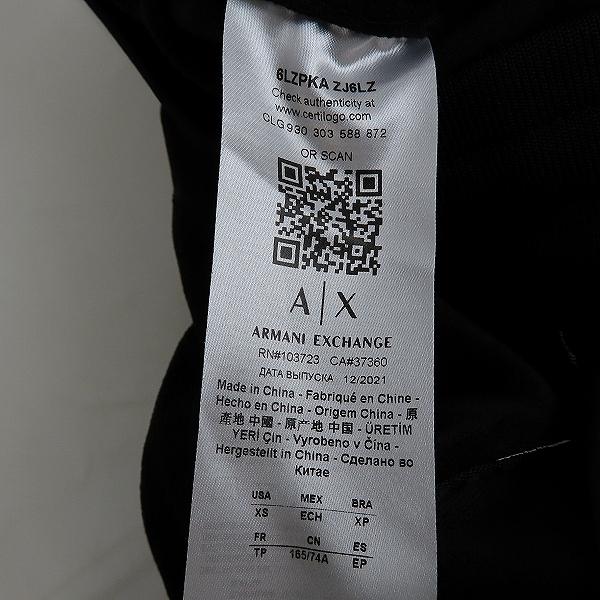 6LZPKA ZJ6LZ
Check authenticity at
www.certilogo.com
CLG 930 303 588 872
OR SCAN
A|X
ARMANI EXCHANGE
RN#103723 CA#37360
ДАТА ВЫПУСКА 12/2021
Made in China - Fabriqué en Chine -
Hecho en China - Origem China - 原
產地 中國 - 原产地 中国 - ÜRETİM
YERİ Çin - Vyrobeno v Čína -
Hergestellt in China - Сделано во
Китае
USA MEX BRA
XS ECH XP
FR CN ES
TP 165/74A EP